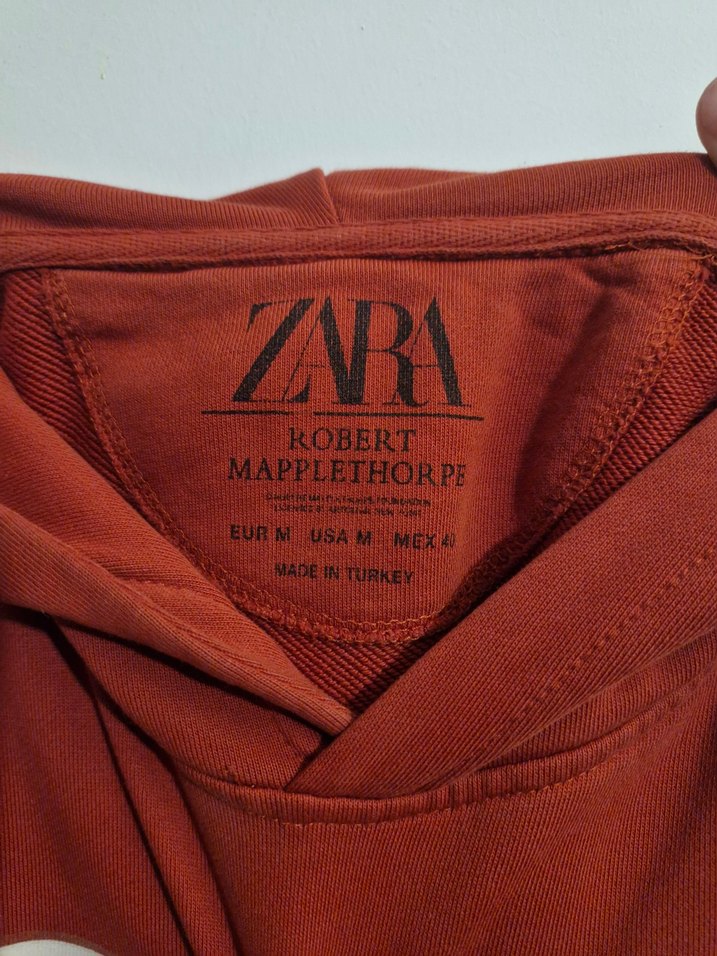 ZARA
ROBERT
MAPPLETHORPE
EUR M USA M MEX 40
MADE IN TURKEY